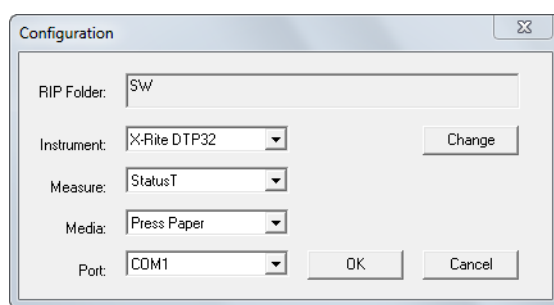 Configuration
RIP Folder: SW
Instrument: X-Rite DTP32 Change
Measure: StatusT
Media: Press Paper
Port: COM1 OK Cancel